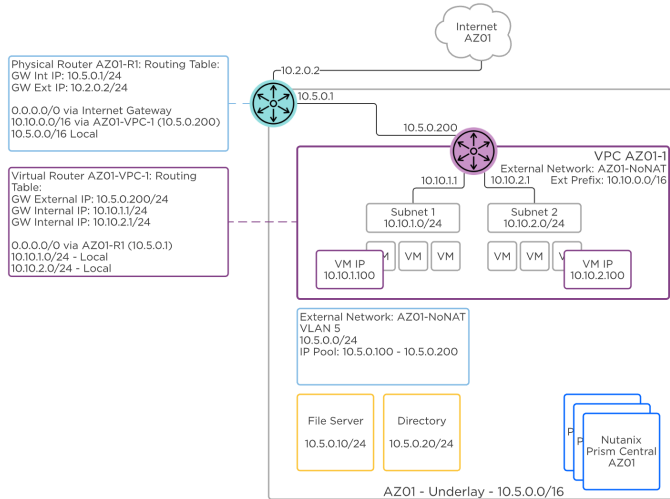 Internet
AZ01
Physical Router AZ01-R1: Routing Table:
GW Int IP: 10.5.0.1/24
GW Ext IP: 10.2.0.2/24
0.0.0.0/0 via Internet Gateway
10.10.0.0/16 via AZ01-VPC-1 (10.5.0.200)
10.5.0.0/16 Local
10.2.0.2
10.5.0.1
10.5.0.200
Virtual Router AZ01-VPC-1: Routing
Table:
GW External IP: 10.5.0.200/24
GW Internal IP: 10.10.1.1/24
GW Internal IP: 10.10.2.1/24
0.0.0.0/0 via AZ01-R1 (10.5.0.1)
10.10.1.0/24 - Local
10.10.2.0/24 - Local
VPC AZ01-1
External Network: AZ01-NoNAT
Ext Prefix: 10.10.0.0/16
10.10.1.1
10.10.2.1
Subnet 1
10.10.1.0/24
Subnet 2
10.10.2.0/24
VM
VM
VM
VM
VM
VM
VM IP
10.10.1.100
VM IP
10.10.2.100
External Network: AZ01-NoNAT
VLAN 5
10.5.0.0/24
IP Pool: 10.5.0.100 - 10.5.0.200
File Server
10.5.0.10/24
Directory
10.5.0.20/24
Nutanix
Prism Central
AZ01
AZ01 - Underlay - 10.5.0.0/16